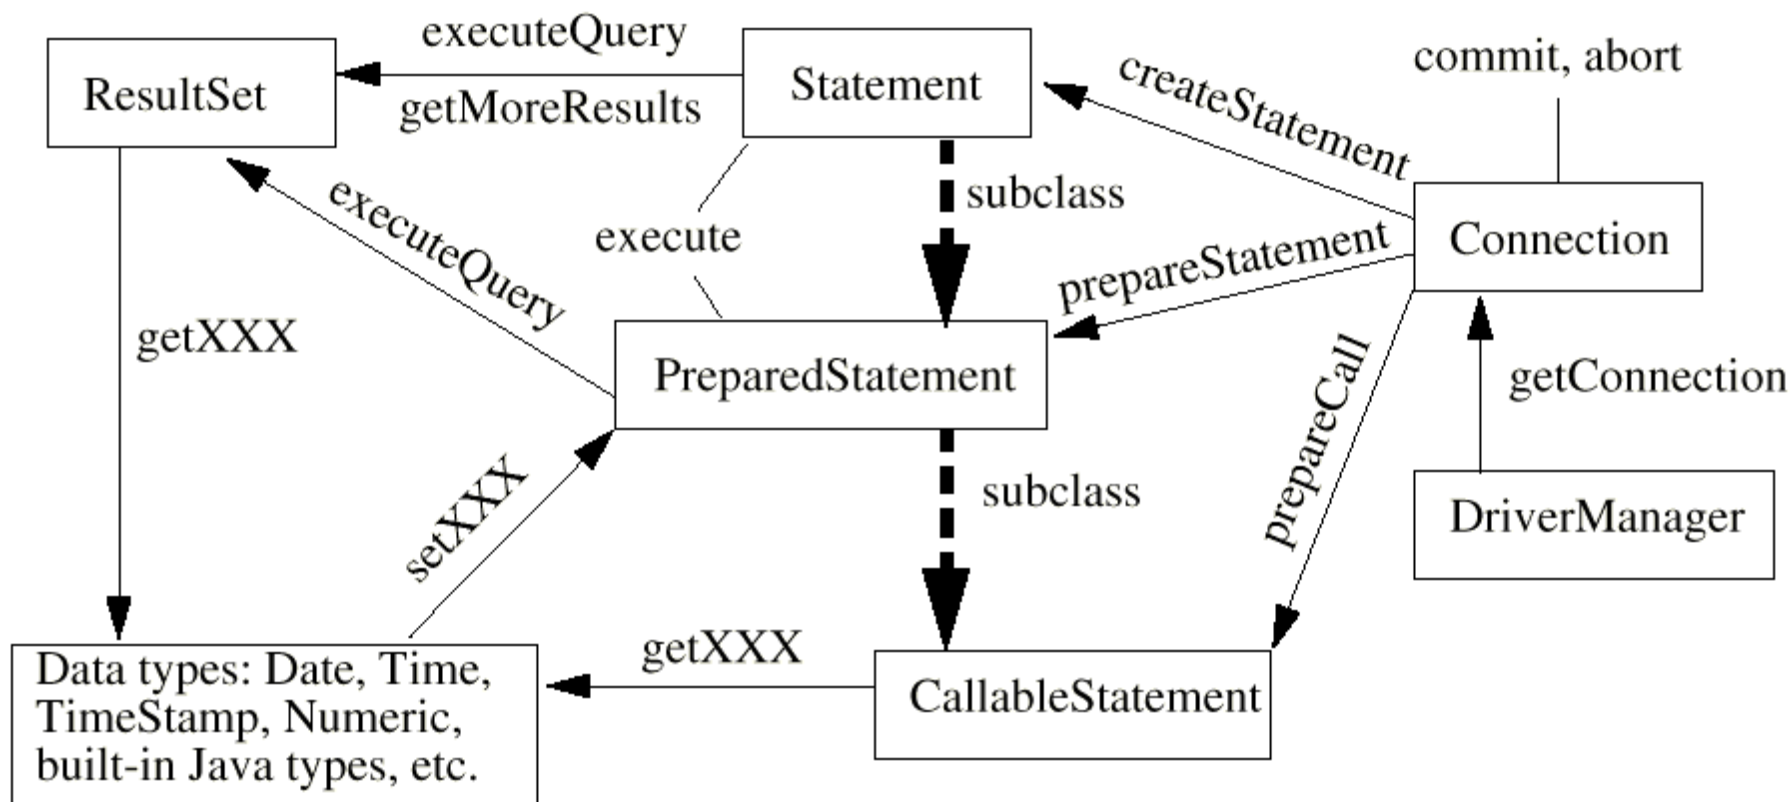 executeQuery
commit, abort
ResultSet
Statement
createStatement
getMoreResults
subclass
executeQuery
execute
prepareStatement
Connection
getXXX
PreparedStatement
prepareCall
getConnection
setXXX
subclass
DriverManager
getXXX
Data types: Date, Time,
TimeStamp, Numeric,
built-in Java types, etc.
CallableStatement